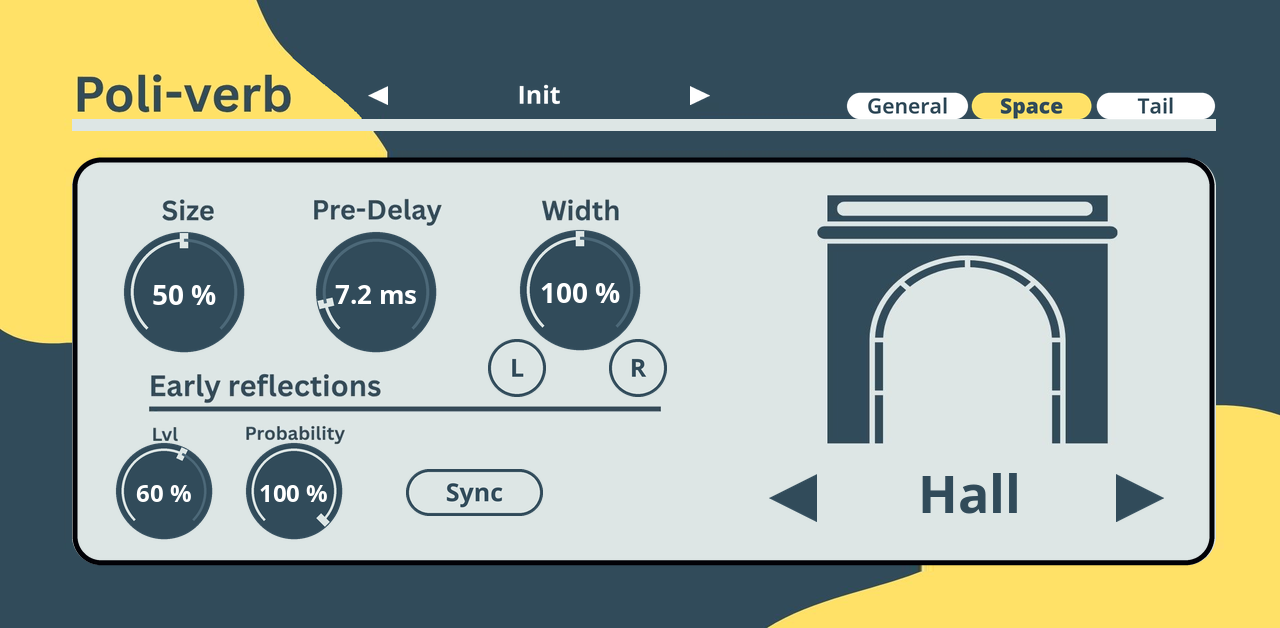 Poli-verb
Init
General
Space
Tail
Size
Pre-Delay
Width
50 %
7.2 ms
100 %
L
R
Early reflections
Lvl
Probability
60 %
100 %
Sync
Hall